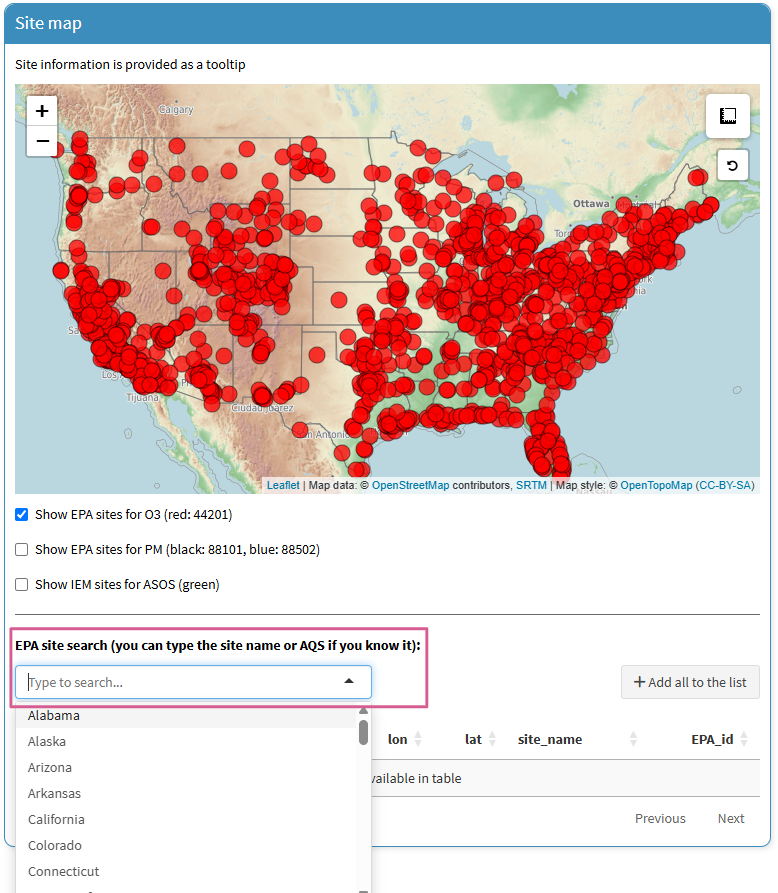 Site map
Site information is provided as a tooltip
+
−
Calgary
Ottawa
Montréal
Tijuana
Ciudad Juárez
San Antonio
Nassau
Leaflet | Map data: © OpenStreetMap contributors, SRTM | Map style: © OpenTopoMap (CC-BY-SA)
Show EPA sites for O3 (red: 44201)
Show EPA sites for PM (black: 88101, blue: 88502)
Show IEM sites for ASOS (green)
EPA site search (you can type the site name or AQS if you know it):
Type to search...
+ Add all to the list
Alabama
lon lat site_name EPA_id
Alaska
Arizona
vailable in table
Arkansas
California
Previous Next
Colorado
Connecticut